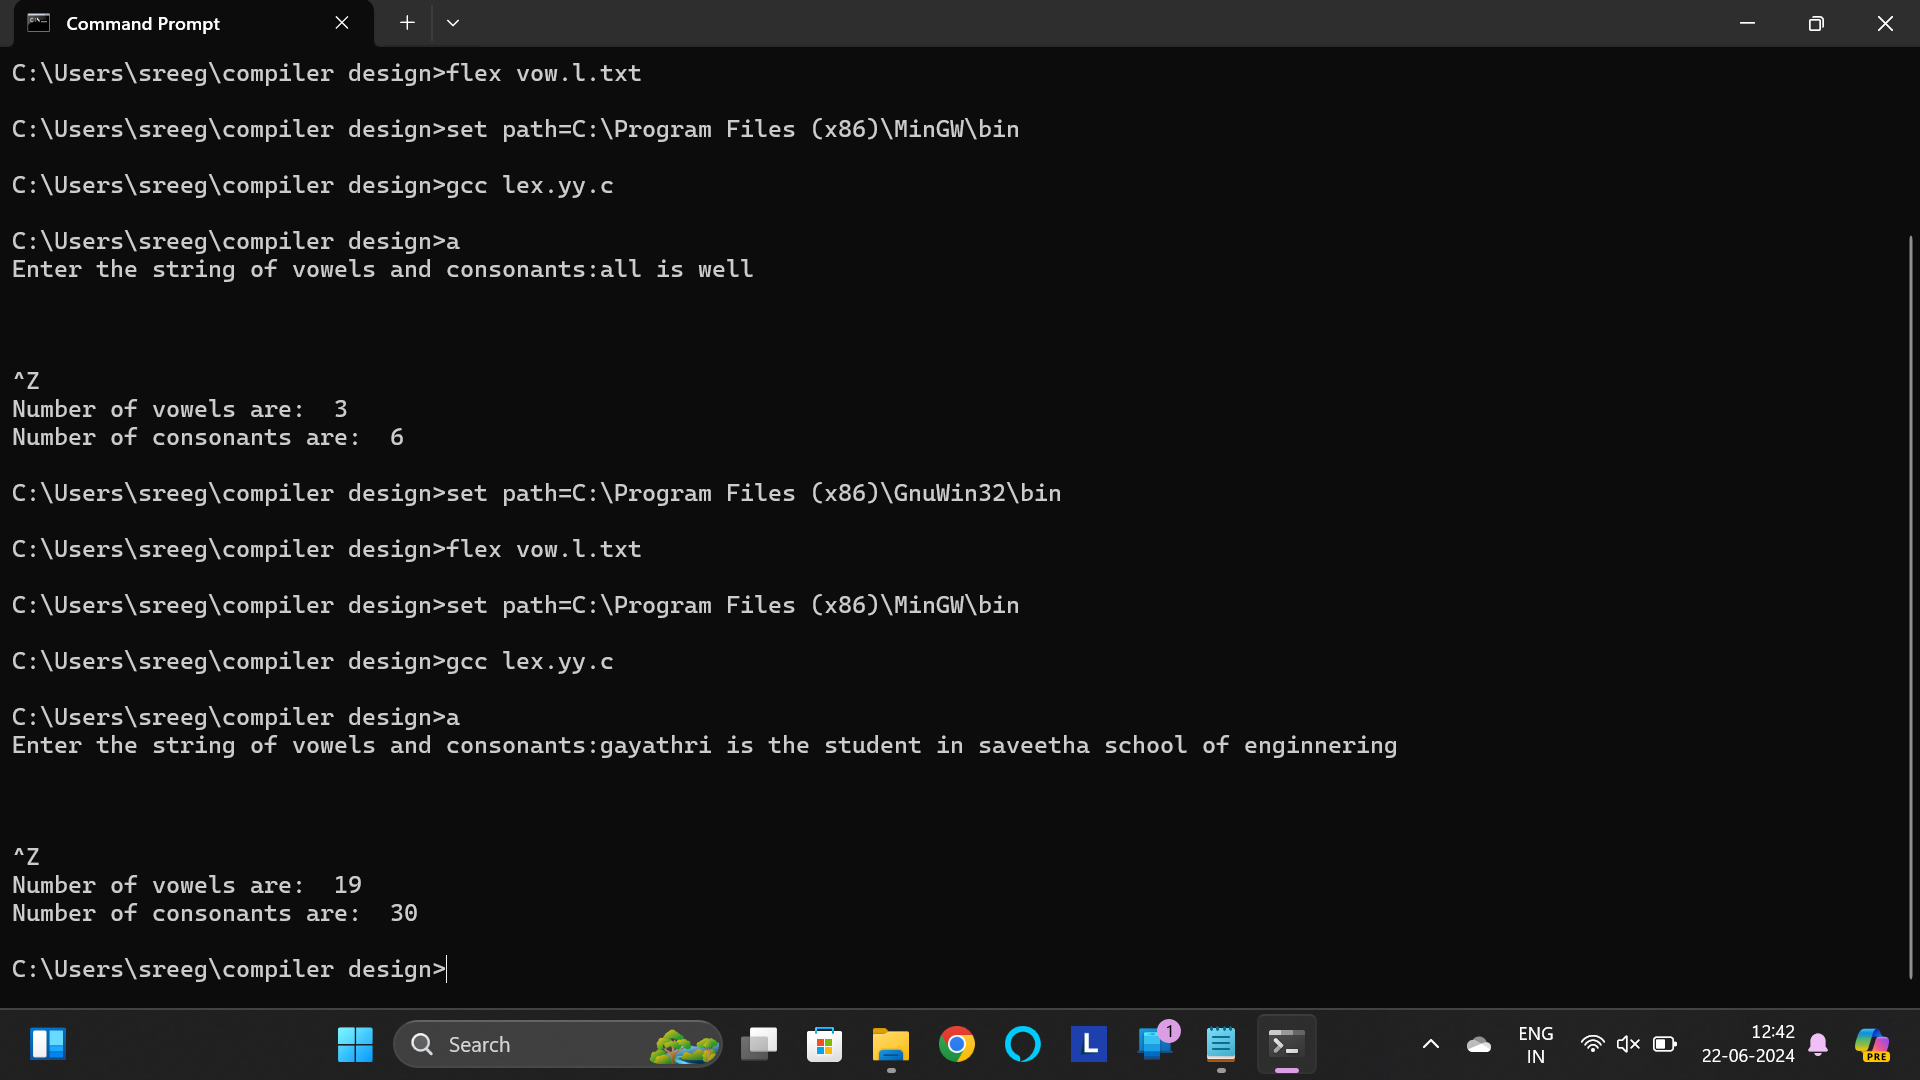 Command Prompt
C:\Users\sreeg\compiler design>flex vow.l.txt
C:\Users\sreeg\compiler design>set path=C:\Program Files (x86)\MinGW\bin
C:\Users\sreeg\compiler design>gcc lex.yy.c
C:\Users\sreeg\compiler design>a
Enter the string of vowels and consonants:all is well
^Z
Number of vowels are:  3
Number of consonants are:  6
C:\Users\sreeg\compiler design>set path=C:\Program Files (x86)\GnuWin32\bin
C:\Users\sreeg\compiler design>flex vow.l.txt
C:\Users\sreeg\compiler design>set path=C:\Program Files (x86)\MinGW\bin
C:\Users\sreeg\compiler design>gcc lex.yy.c
C:\Users\sreeg\compiler design>a
Enter the string of vowels and consonants:gayathri is the student in saveetha school of enginnering
^Z
Number of vowels are:  19
Number of consonants are:  30
C:\Users\sreeg\compiler design>
Search
L
1
ENG
IN
12:42
22-06-2024
PRE